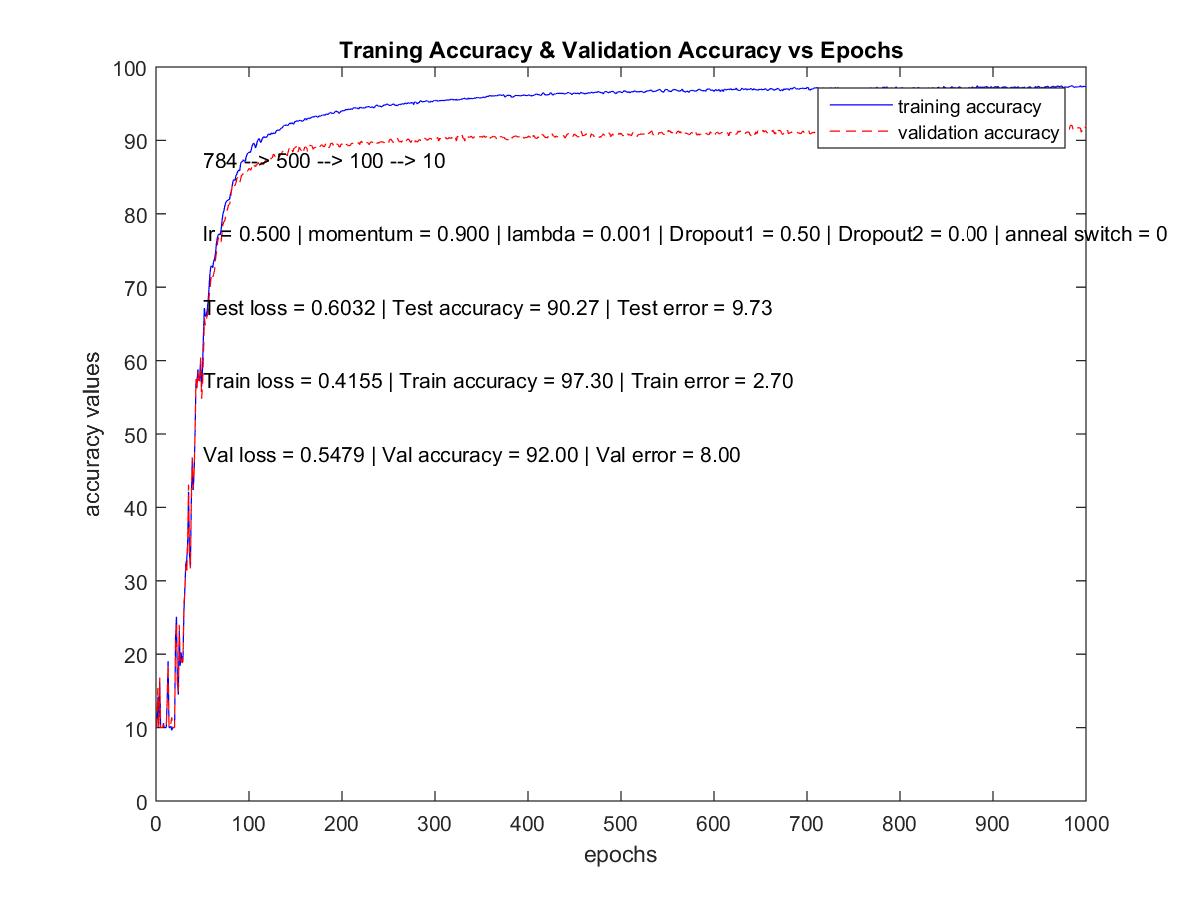 Traning Accuracy & Validation Accuracy vs Epochs
100
90
80
70
60
50
40
30
20
10
0
accuracy values
training accuracy
validation accuracy
784 --> 500 --> 100 --> 10
lr = 0.500 | momentum = 0.900 | lambda = 0.001 | Dropout1 = 0.50 | Dropout2 = 0.00 | anneal switch = 0
Test loss = 0.6032 | Test accuracy = 90.27 | Test error = 9.73
Train loss = 0.4155 | Train accuracy = 97.30 | Train error = 2.70
Val loss = 0.5479 | Val accuracy = 92.00 | Val error = 8.00
0 100 200 300 400 500 600 700 800 900 1000
epochs